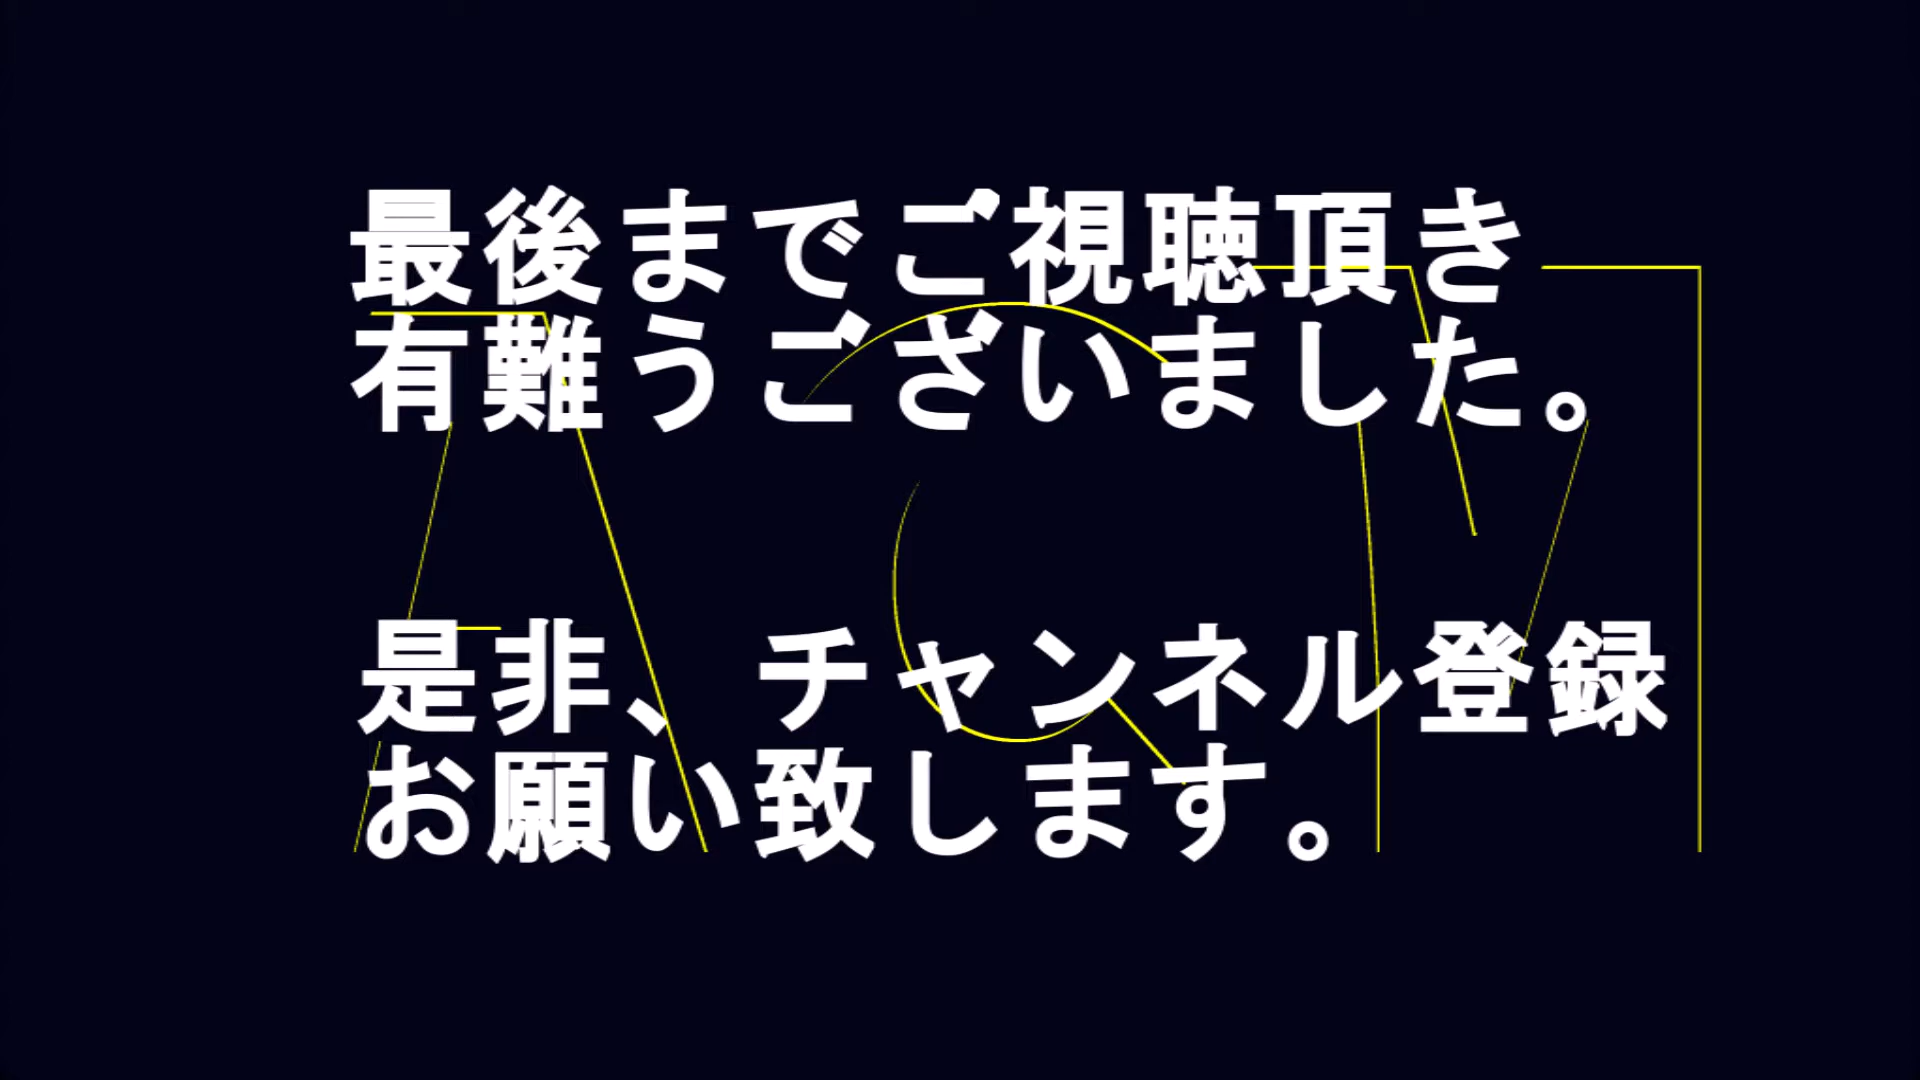 最後までご視聴頂き
有難うございました。
是非、チャンネル登録
お願い致します。